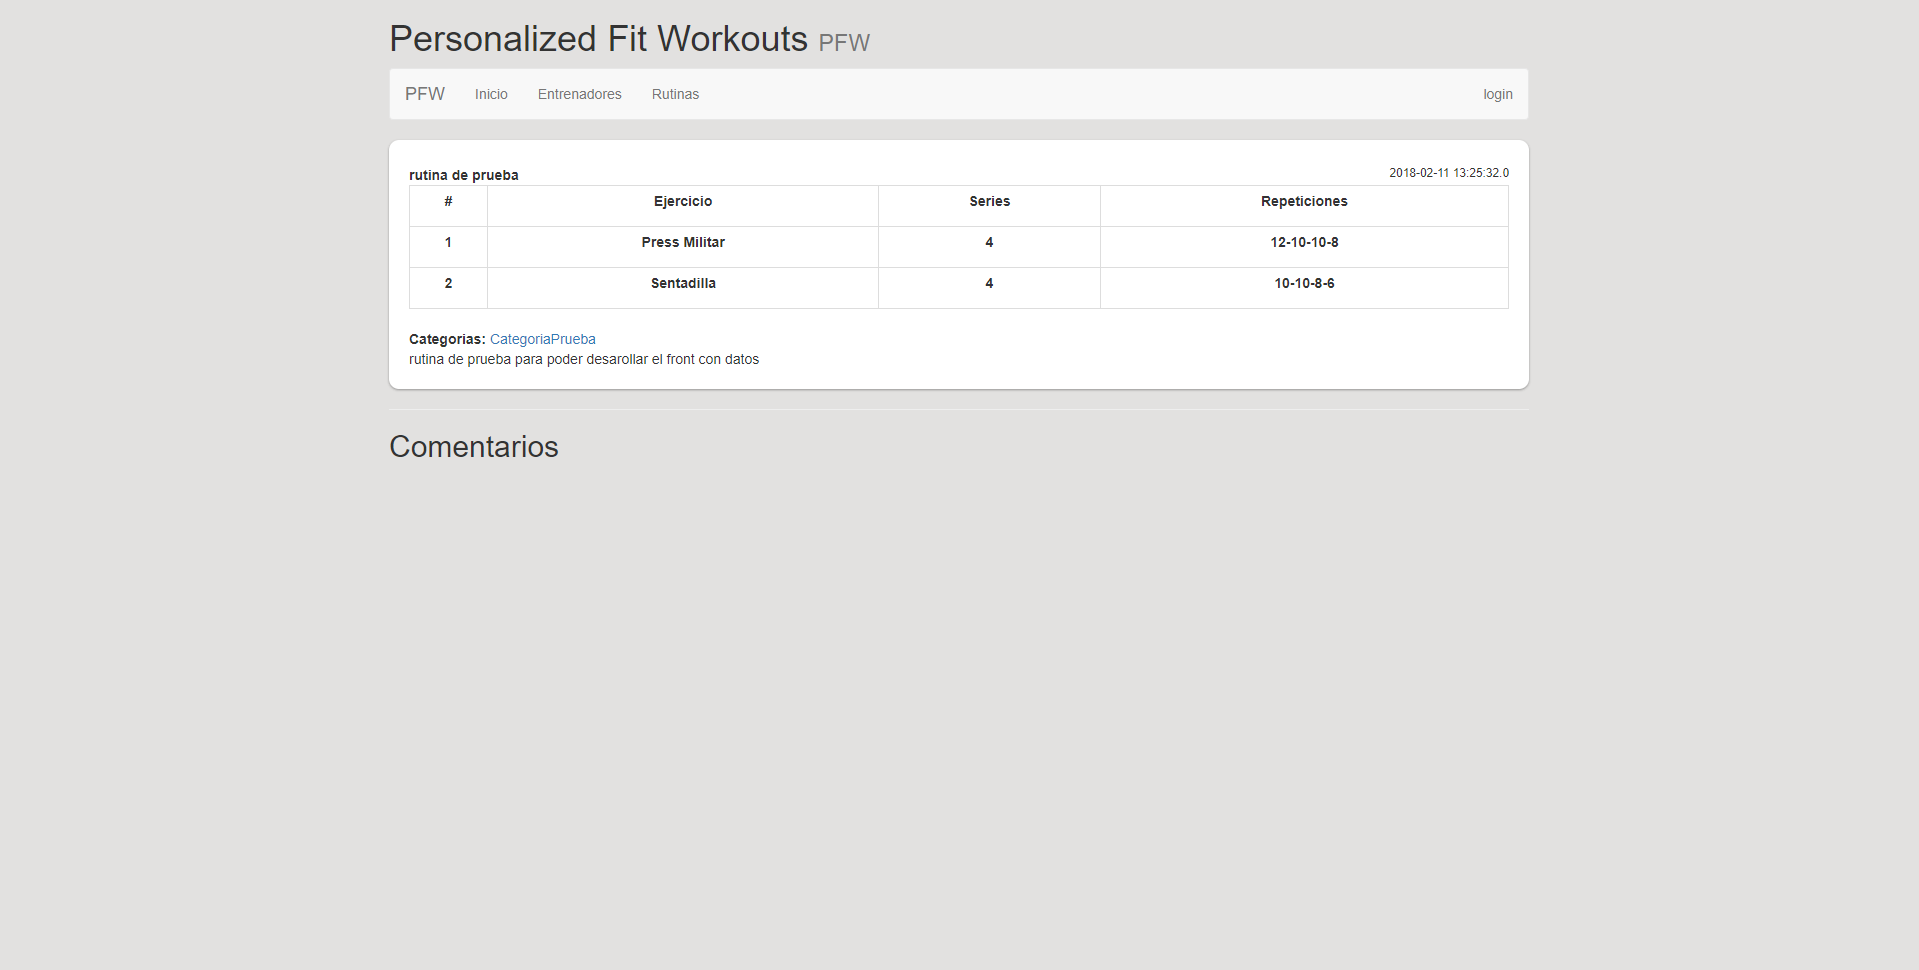 Personalized Fit Workouts PFW
PFW Inicio Entrenadores Rutinas login
rutina de prueba 2018-02-11 13:25:32.0
# Ejercicio Series Repeticiones
1 Press Militar 4 12-10-10-8
2 Sentadilla 4 10-10-8-6
Categorias: CategoriaPrueba
rutina de prueba para poder desarollar el front con datos
Comentarios